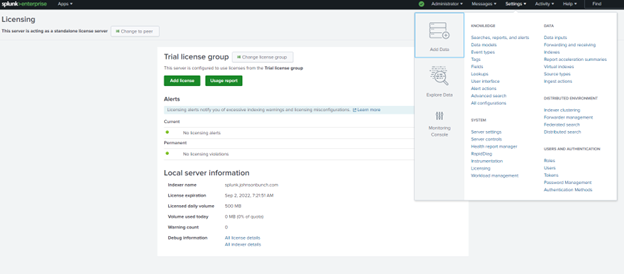 splunk>enterprise Apps
Administrator Messages Settings Activity Help Find
Licensing
This server is acting as a standalone license server
Change to peer
Trial license group
Change license group
This server is configured to use licenses from the Trial license group
Add license
Usage report
Alerts
Licensing alerts notify you of excessive indexing warnings and licensing misconfigurations. Learn more
Current
No licensing alerts
Permanent
No licensing violations
Local server information
Indexer name splunk.johnsonbunch.com
License expiration Sep 2, 2022, 7:21:51 AM
Licensed daily volume 500 MB
Volume used today 0 MB (0% of quota)
Warning count 0
Debug information All license details
All indexer details
Add Data
Explore Data
Monitoring
Console
KNOWLEDGE
Searches, reports, and alerts
Data models
Event types
Tags
Fields
Lookups
User interface
Alert actions
Advanced search
All configurations
SYSTEM
Server settings
Server controls
Health report manager
RapidDiag
Instrumentation
Licensing
Workload management
DATA
Data inputs
Forwarding and receiving
Indexes
Report acceleration summaries
Virtual indexes
Source types
Ingest actions
DISTRIBUTED ENVIRONMENT
Indexer clustering
Forwarder management
Federated search
Distributed search
USERS AND AUTHENTICATION
Roles
Users
Tokens
Password Management
Authentication Methods